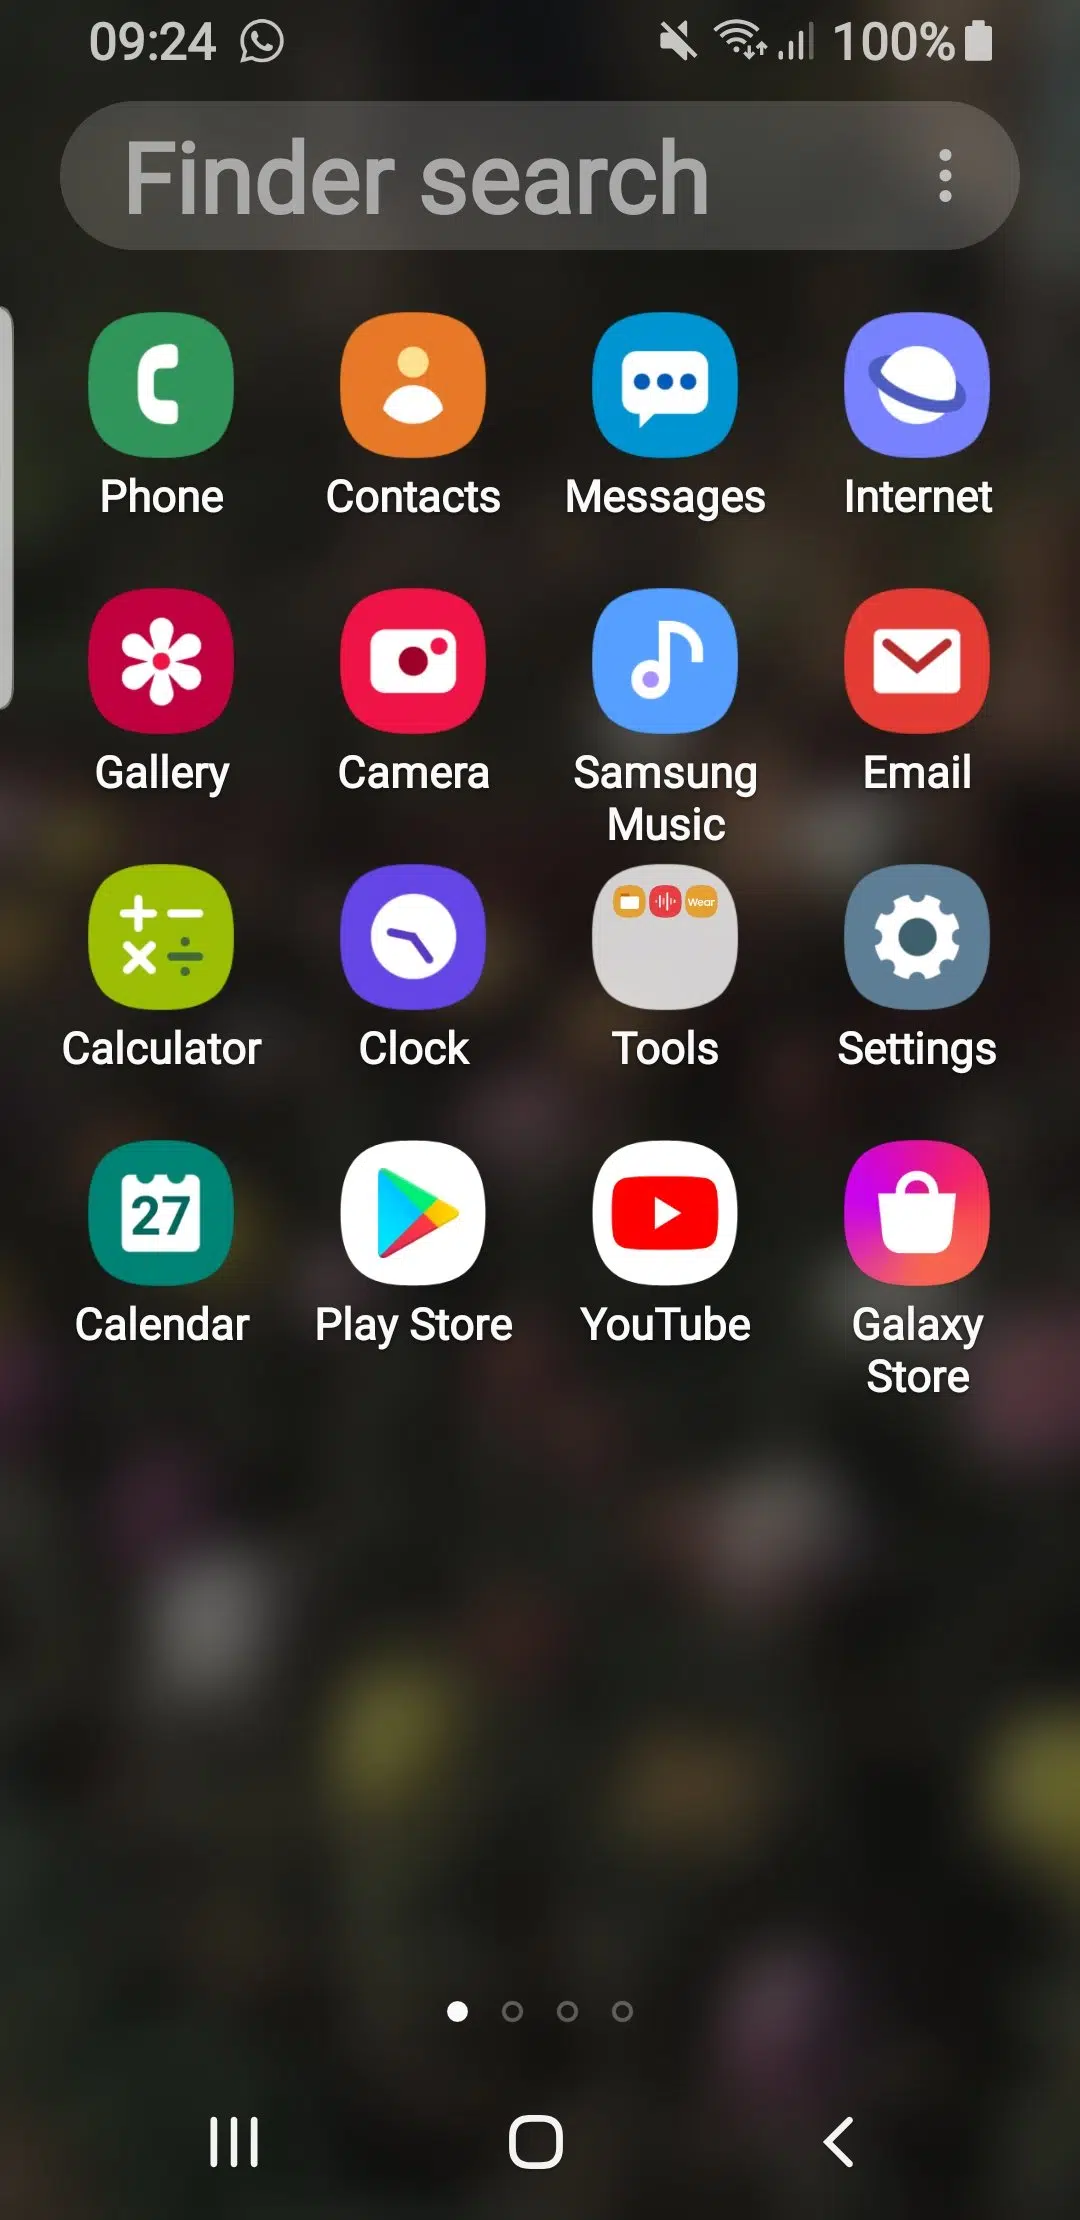 09:24 100%
Finder search
Phone Contacts Messages Internet
Gallery Camera Samsung Music Email
Wear
Calculator Clock Tools Settings
27
Calendar Play Store YouTube Galaxy Store